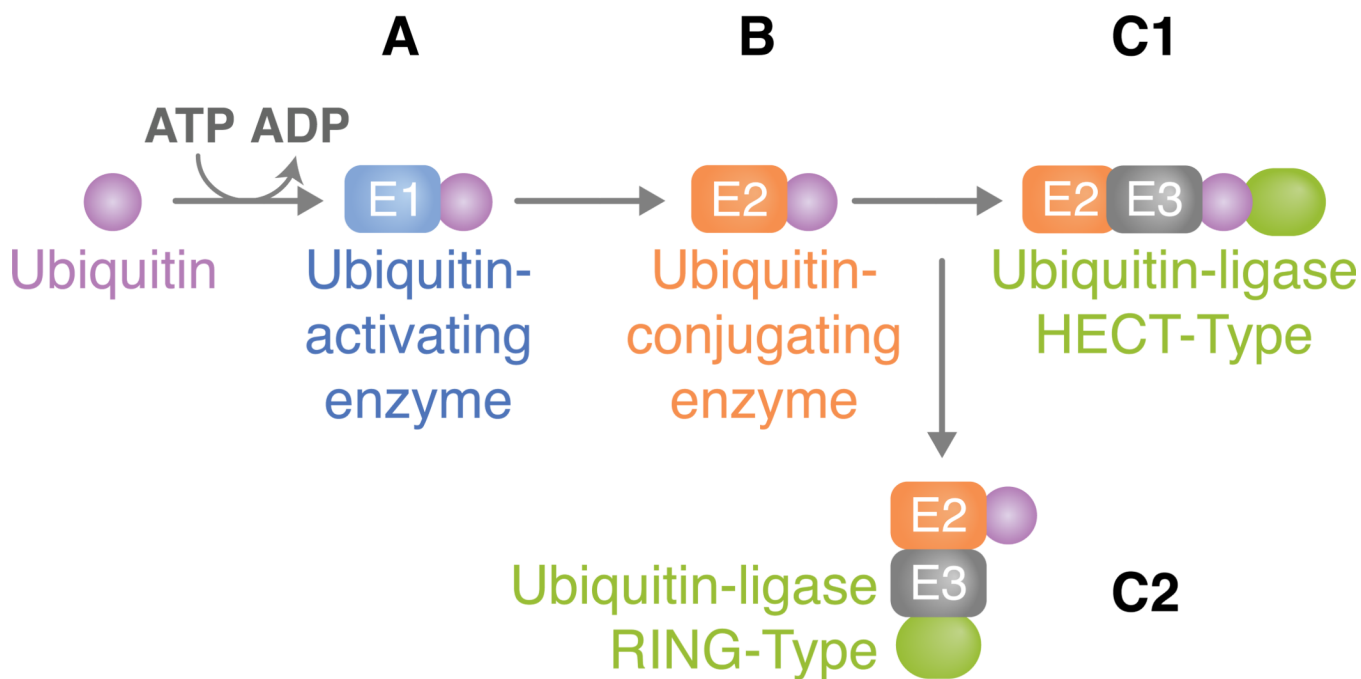 A
B
C1
ATP ADP
E1
E2
E2
E3
Ubiquitin
Ubiquitin-
activating
enzyme
Ubiquitin-
conjugating
enzyme
Ubiquitin-ligase
HECT-Type
E2
E3
Ubiquitin-ligase
RING-Type
C2